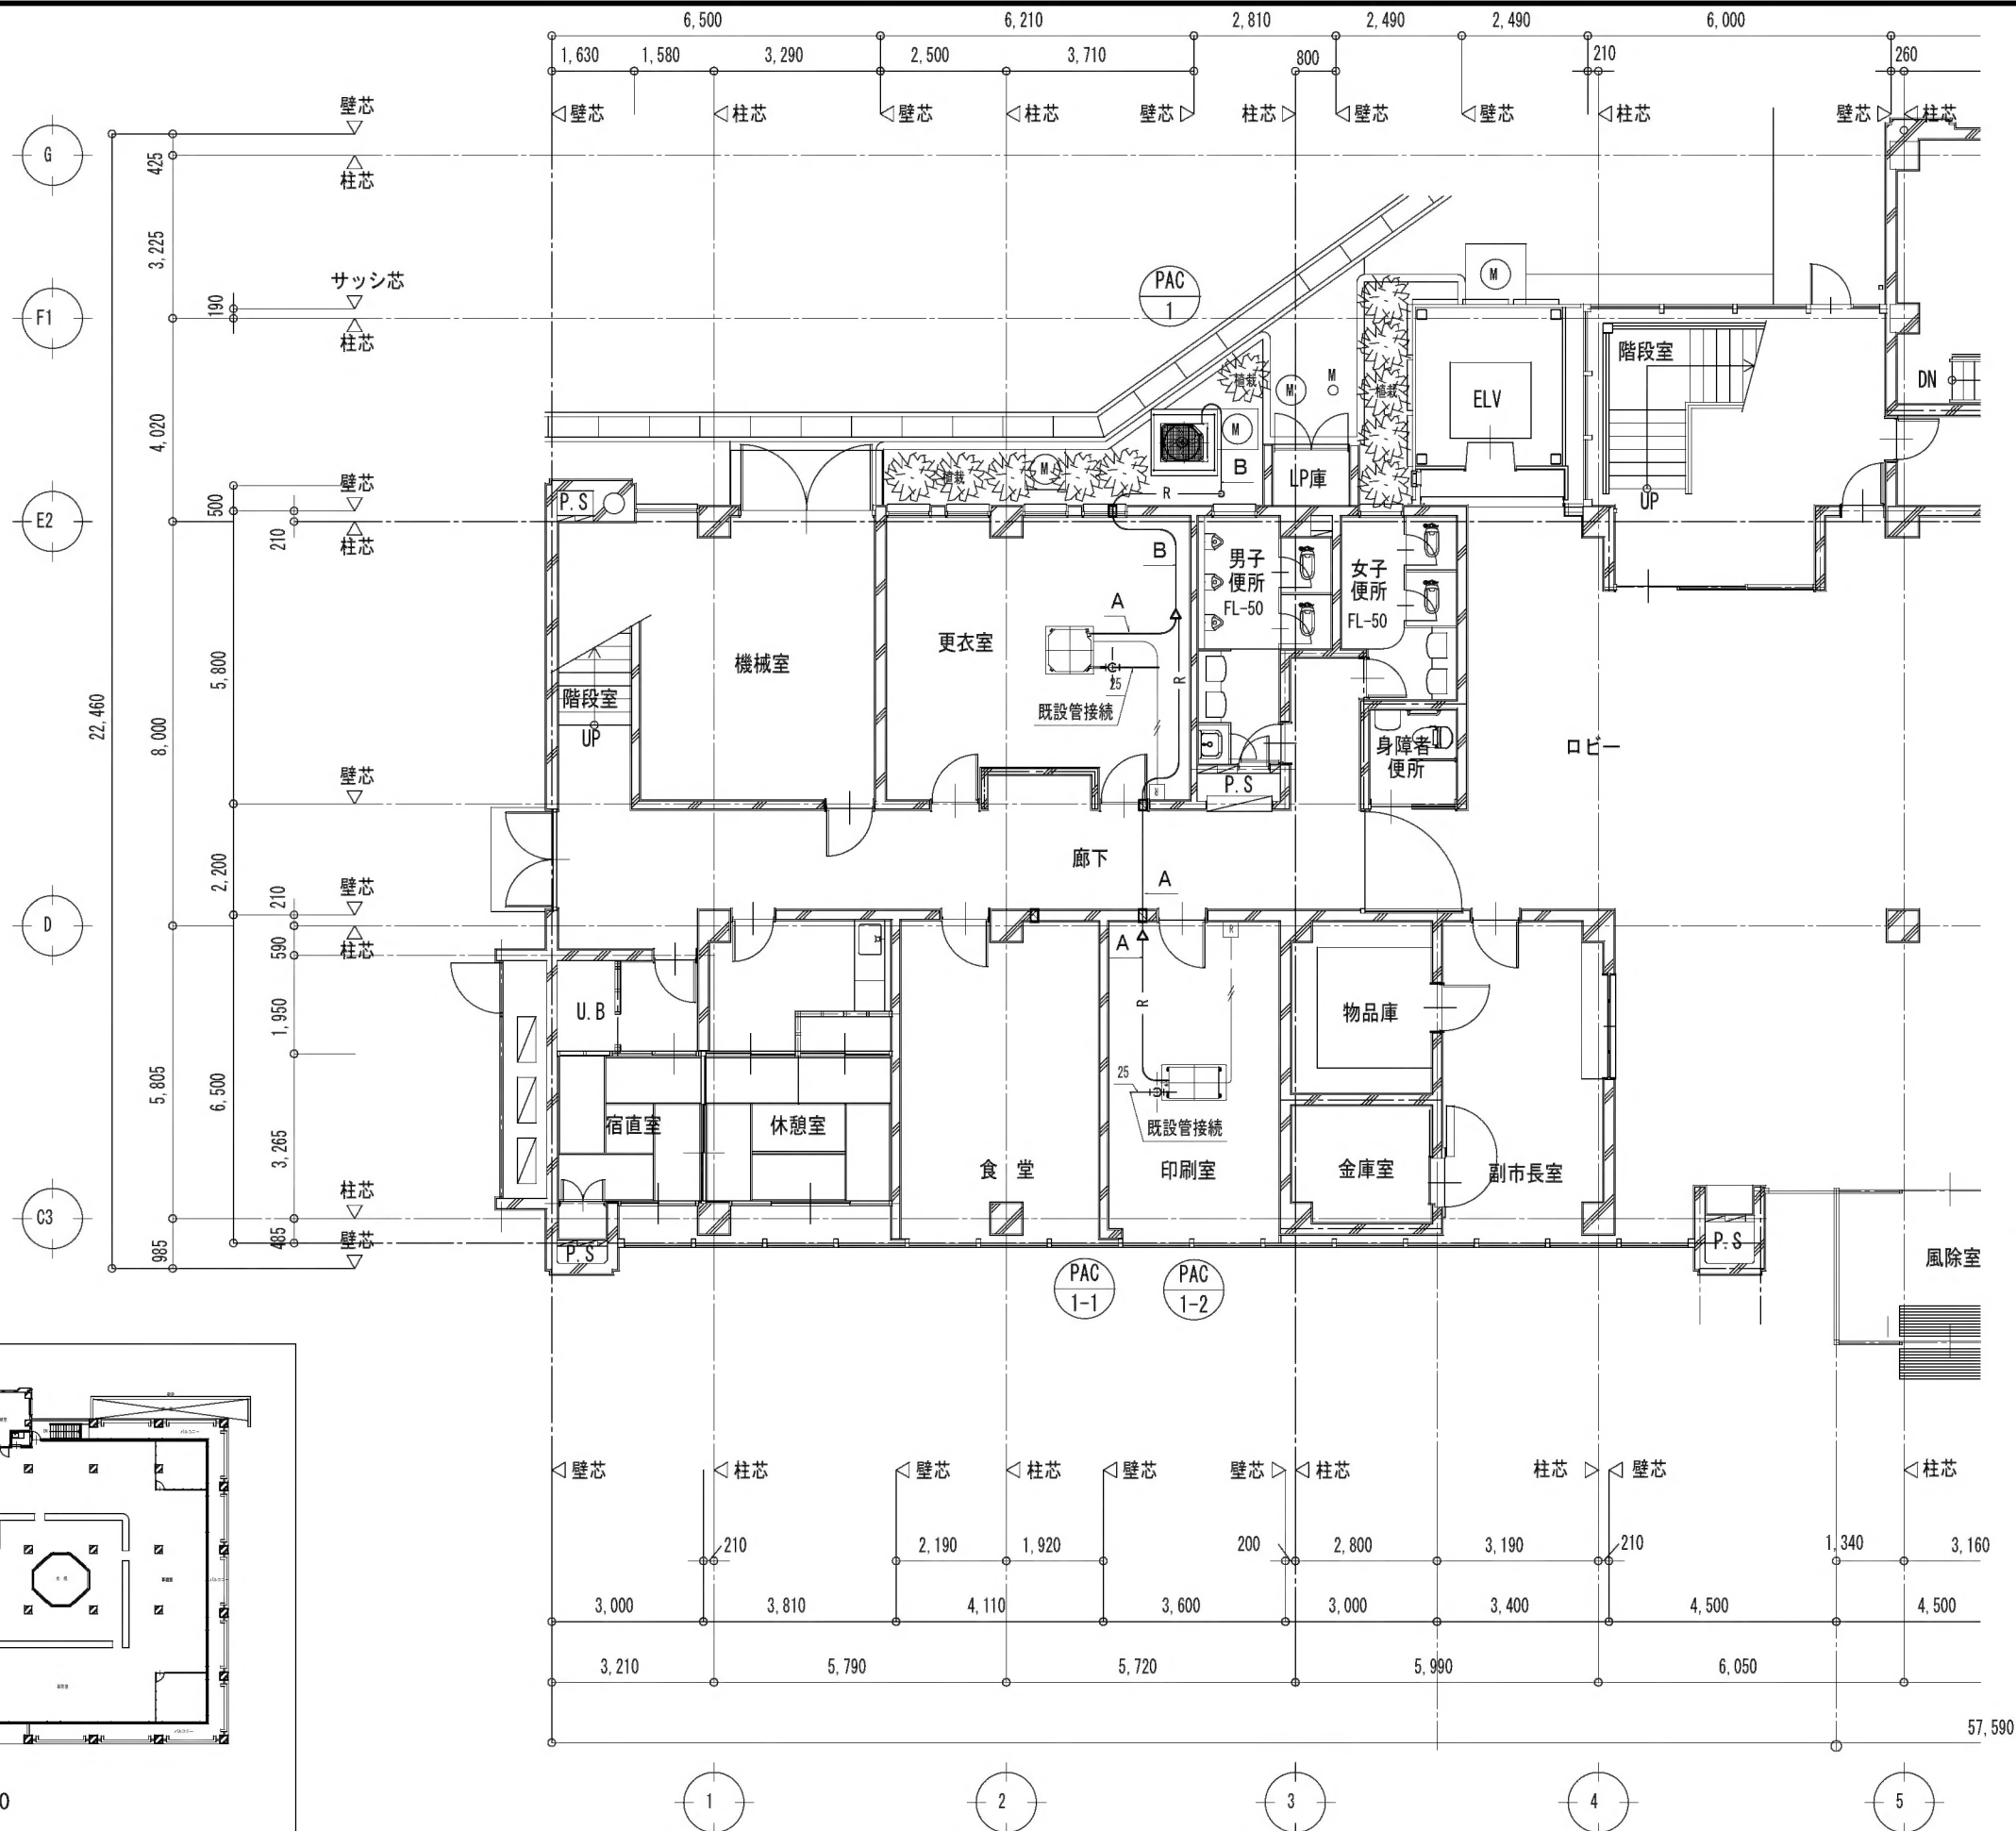 6,500 6,210 2,810 2,490 2,490 6,000
1,630 1,580 3,290 2,500 3,710 800 210 260
壁芯 柱芯 壁芯 柱芯 壁芯 柱芯 壁芯 壁芯 柱芯 壁芯 柱芯
壁芯
G
425
柱芯
3,225
サッシ芯
190
F1
柱芯
PAC
1
M
階段室
DN
植栽
M
M
植栽
ELV
4,020
M
B
壁芯
500
植栽
M
R
LP庫
UP
P.S
E2
210
柱芯
B
男子
便所
FL-50
女子
便所
FL-50
A
更衣室
機械室
25
R
既設管接続
階段室
UP
5,800
22,460
8,000
身障者
便所
ロビー
P.S
R
壁芯
廊下
2,200
A
壁芯
210
D
柱芯
590
A
R
U.B
1,950
R
物品庫
5,805
6,500
25
宿直室
休憩室
既設管接続
3,265
食 堂
印刷室
金庫室
副市長室
柱芯
C3
485
壁芯
985
P.S
P.S
風除室
PAC
1-1
PAC
1-2
壁芯 柱芯 壁芯 柱芯 壁芯 壁芯 柱芯 柱芯 壁芯 柱芯
210 2,190 1,920 200 2,800 3,190 210 1,340 3,160
3,000 3,810 4,110 3,600 3,000 3,400 4,500 4,500
3,210 5,790 5,720 5,990 6,050
57,590
0
1 2 3 4 5